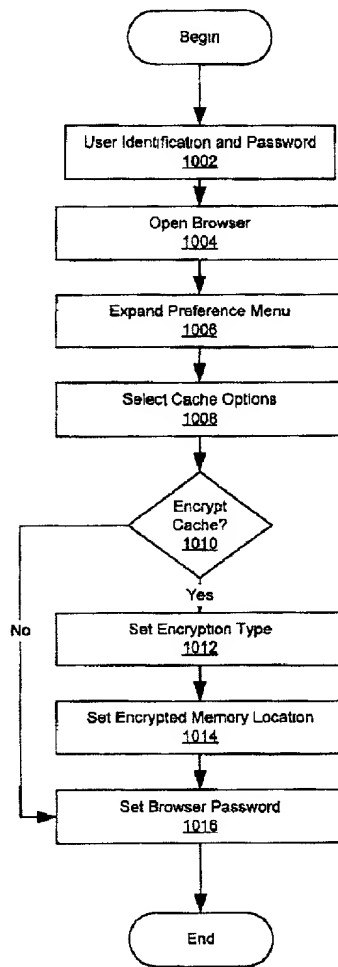 Begin
User Identification and Password
1002
Open Browser
1004
Expand Preference Menu
1006
Select Cache Options
1008
Encrypt
Cache?
1010
Yes
No
Set Encryption Type
1012
Set Encrypted Memory Location
1014
Set Browser Password
1016
End